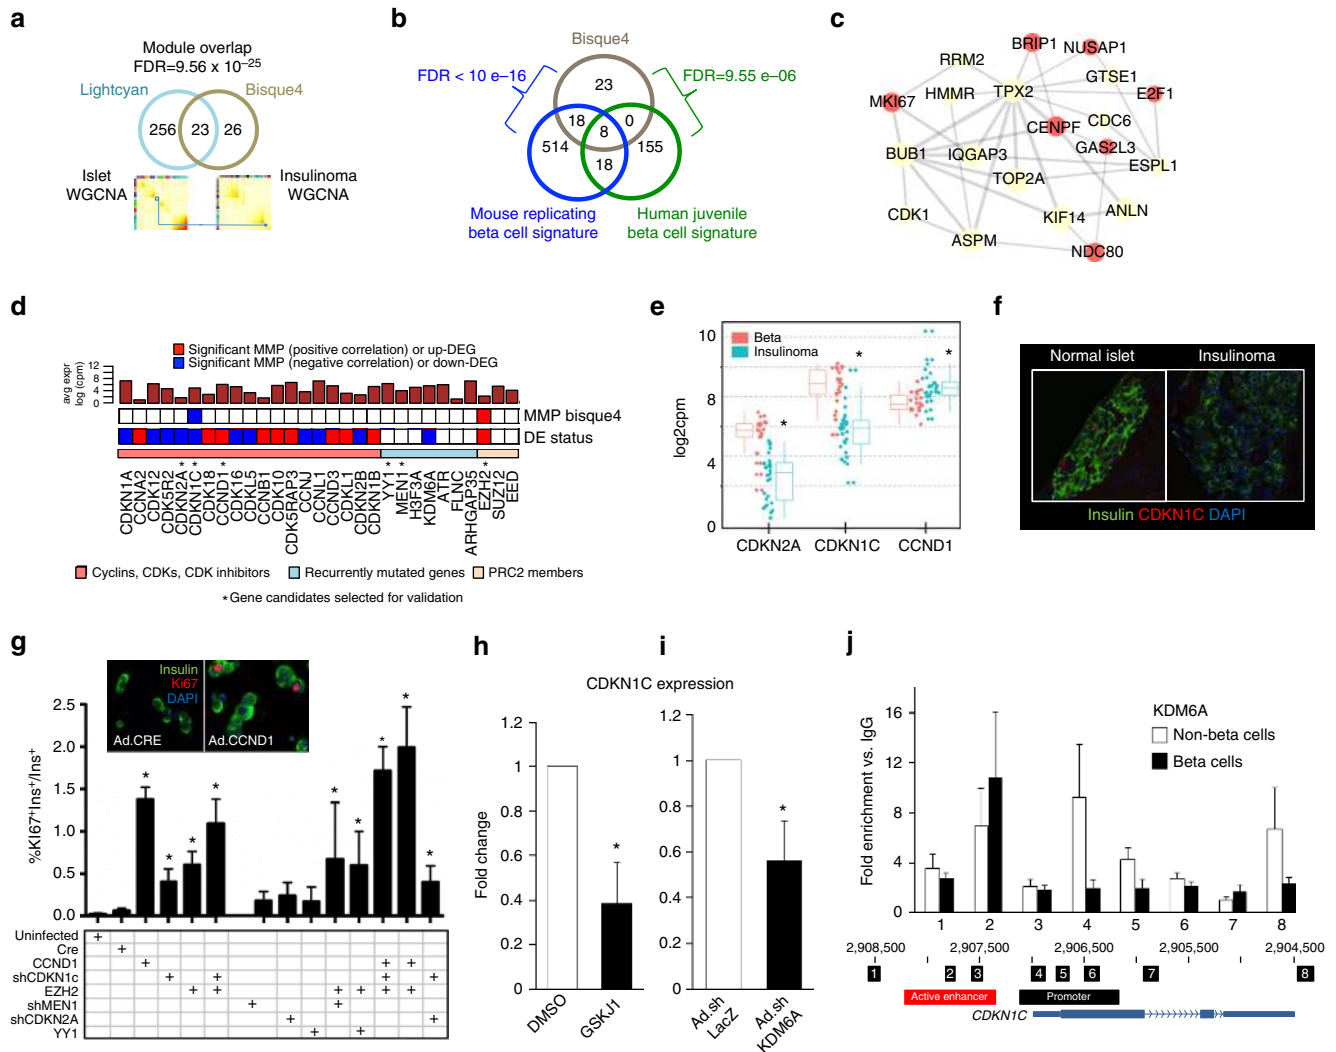 a
Module overlap
FDR=9.56 x 10–25
Lightcyan
Bisque4
256
23
26
Islet
WGCNA
Insulinoma
WGCNA
b
Bisque4
FDR < 10 e–16
FDR=9.55 e–06
23
18
0
8
514
155
18
Mouse replicating
beta cell signature
Human juvenile
beta cell signature
c
BRIP1
NUSAP1
RRM2
GTSE1
MKI67
HMMR
TPX2
E2F1
CENPF
CDC6
GAS2L3
BUB1
IQGAP3
ESPL1
TOP2A
CDK1
KIF14
ANLN
ASPM
NDC80
d
Significant MMP (positive correlation) or up-DEG
Significant MMP (negative correlation) or down-DEG
avg expr
log (cpm)
12
8
4
0
MMP bisque4
DE status
CDKN1A
CCNA2
CDK12
CDK5R2
CDKN2A*
CDKN1C*
CDK18
CCND1*
CDK16
CDKL5
CCNB1
CDK10
CDK5RAP3
CCNJ
CCNL1
CCND3
CDKL1
CDKN2B
CDKN1B
YY1*
MEN1*
H3F3A
KDM6A
ATR
FLNC
ARHGAP35
EZH2*
SUZ12
EED
Cyclins, CDKs, CDK inhibitors
Recurrently mutated genes
PRC2 members
*Gene candidates selected for validation
e
log2cpm
10
8
4
0
Beta
Insulinoma
*
*
*
CDKN2A
CDKN1C
CCND1
f
Normal islet
Insulinoma
Insulin CDKN1C DAPI
g
%KI67+Ins+/Ins+
2.5
2.0
1.5
1.0
0.5
0.0
Insulin
Ki67
DAPI
Ad.CRE
Ad.CCND1
* * * * * * * * *
Uninfected +
Cre +
CCND1 + + +
shCDKN1c + + + +
EZH2 + + + + + +
shMEN1 + +
shCDKN2A + +
YY1 + +
h
i
CDKN1C expression
Fold change
1.2
1
0.8
0.6
0.4
0.2
0
*
DMSO
GSKJ1
1.2
1
0.8
0.6
0.4
0.2
0
*
Ad.sh
LacZ
Ad.sh
KDM6A
j
Fold enrichment vs. IgG
16
12
8
4
0
KDM6A
Non-beta cells
Beta cells
1 2 3 4 5 6 7 8
2,908,500
2,907,500
2,906,500
2,905,500
2,904,500
1 2 3 4 5 6 7 8
Active enhancer
Promoter
CDKN1C